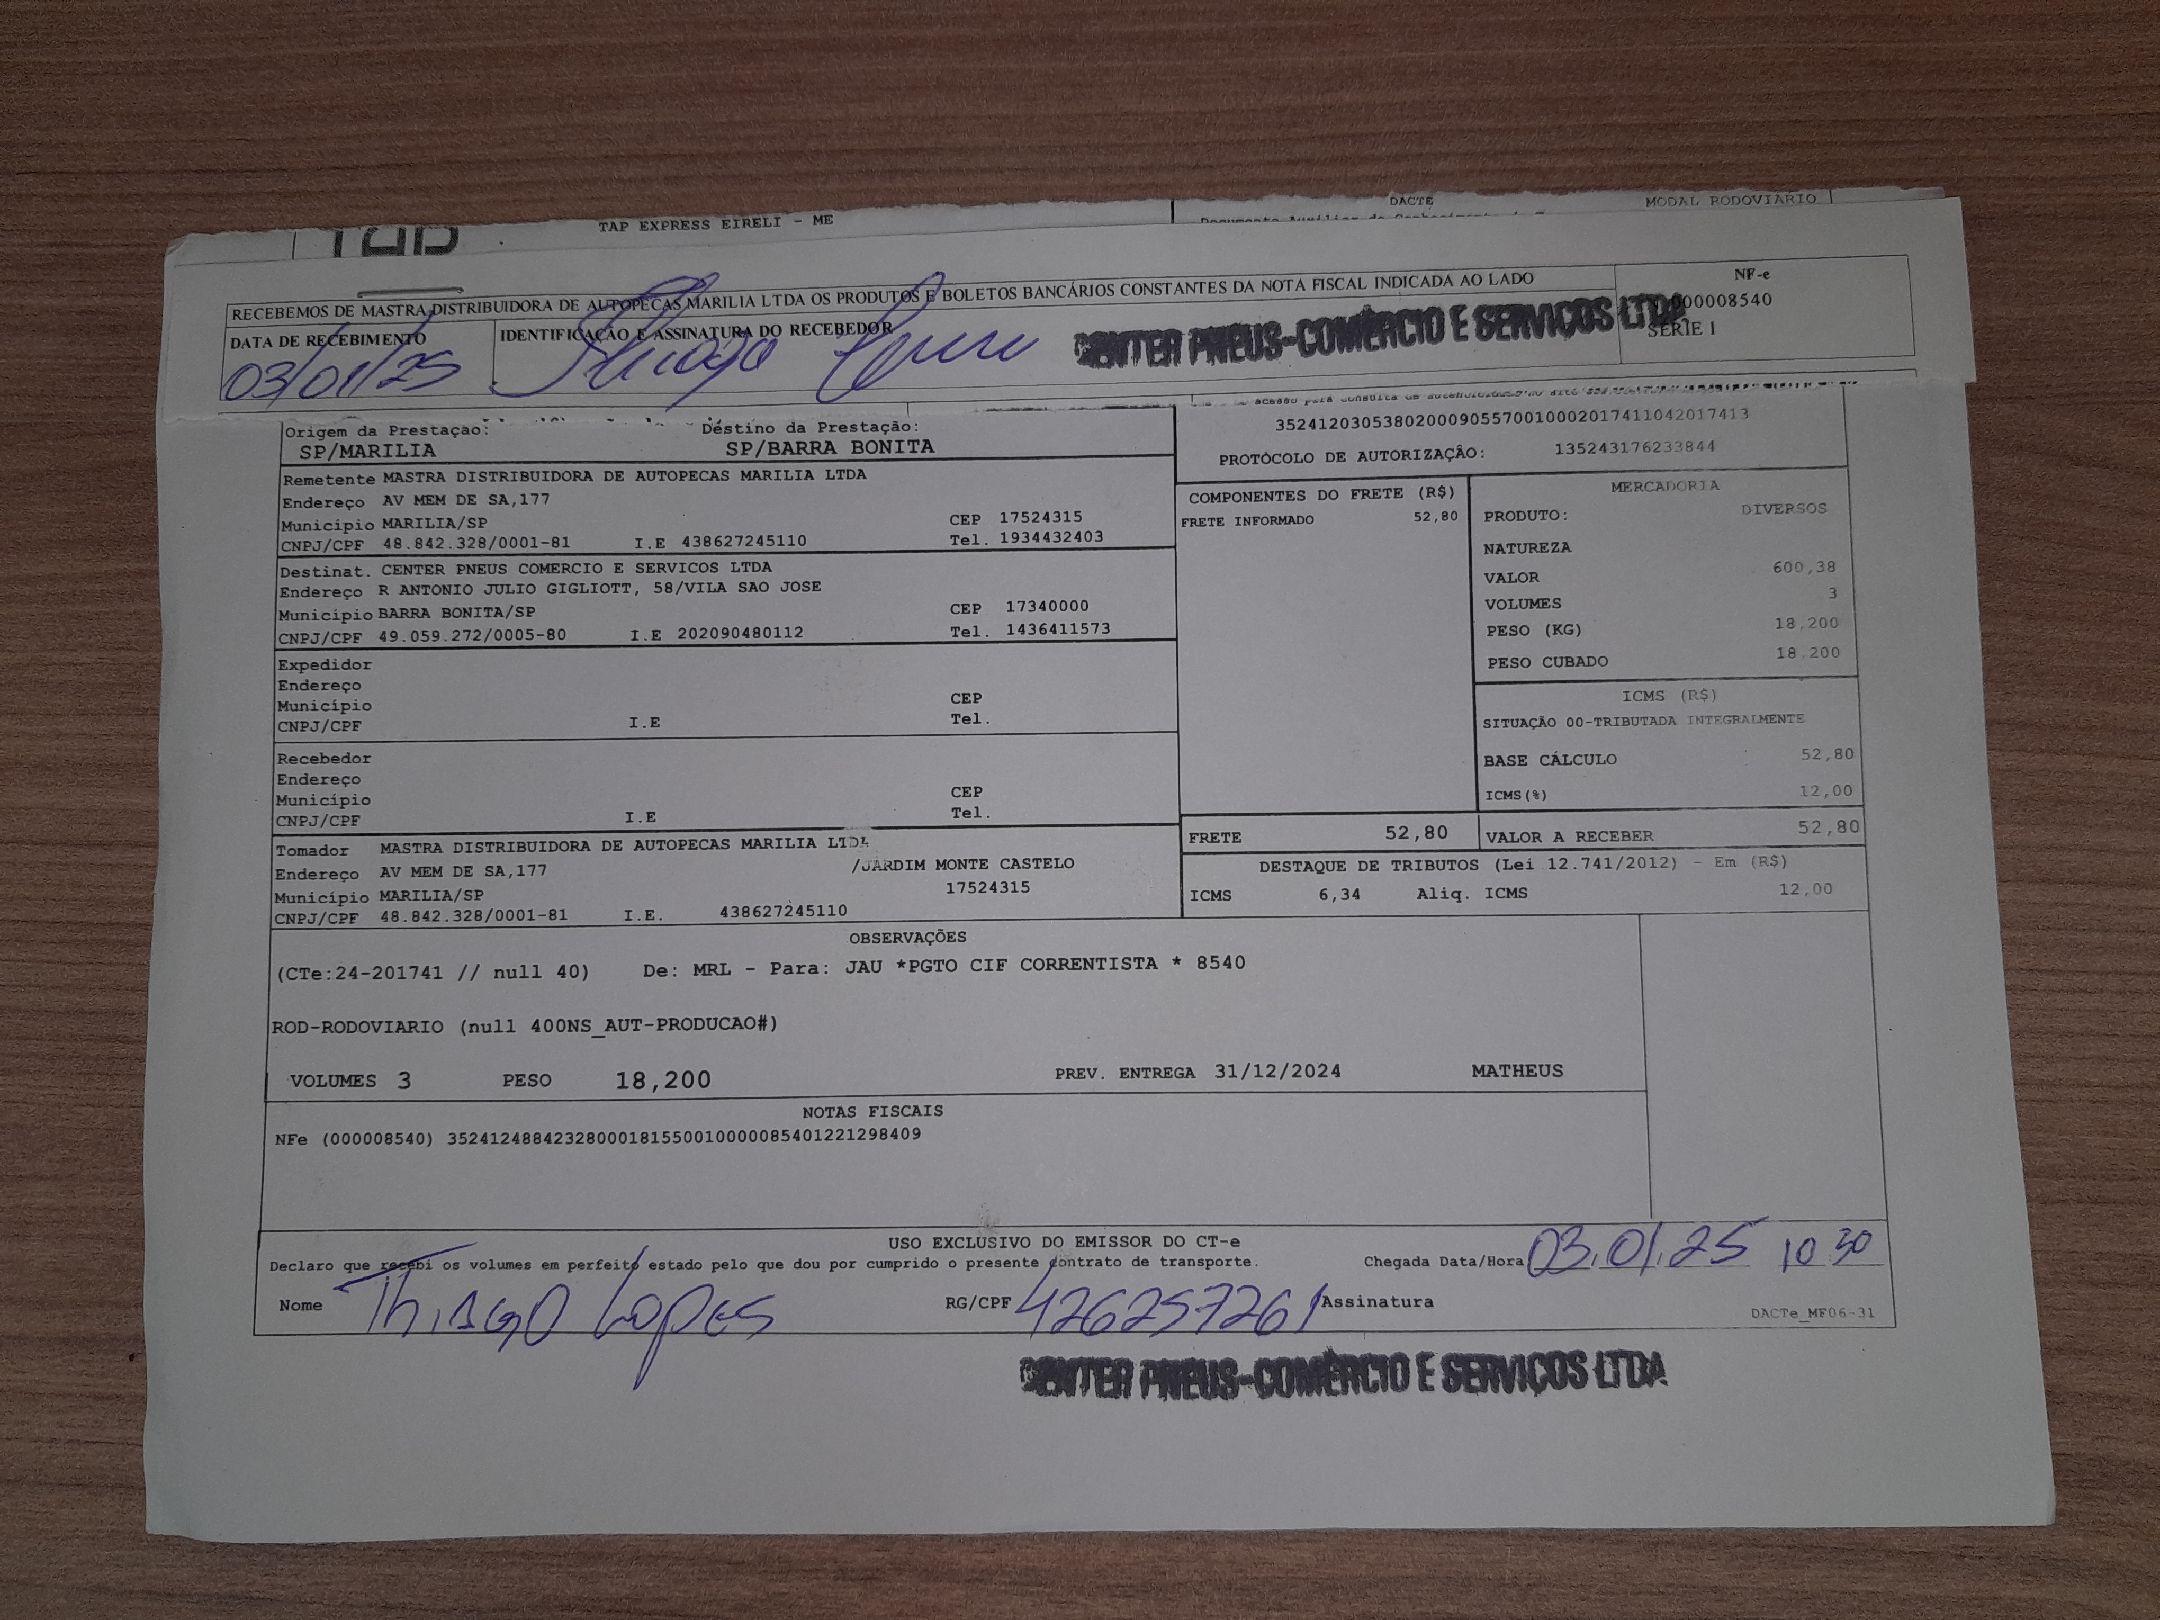 TAP EXPRESS EIRELI - ME
DACTE
MODAL RODOVIÁRIO
RECEBEMOS DE MASTRA DISTRIBUIDORA DE AUTOPEÇAS MARILIA LTDA OS PRODUTOS E BOLETOS BANCÁRIOS CONSTANTES DA NOTA FISCAL INDICADA AO LADO
NF-e
000008540
SÉRIE 1
DATA DE RECEBIMENTO
IDENTIFICAÇÃO E ASSINATURA DO RECEBEDOR
03/01/25
Thiago Lopes
CENTER PNEUS-COMÉRCIO E SERVIÇOS LTDA
Origem da Prestação:
Destino da Prestação:
SP/MARILIA
SP/BARRA BONITA
35241203053802000905570010002017411042017413
PROTOCOLO DE AUTORIZAÇÃO: 135243176233844
Remetente MASTRA DISTRIBUIDORA DE AUTOPECAS MARILIA LTDA
Endereço AV MEM DE SA,177
Município MARILIA/SP CEP 17524315
CNPJ/CPF 48.842.328/0001-81 I.E 438627245110 Tel. 1934432403
Destinat. CENTER PNEUS COMERCIO E SERVICOS LTDA
Endereço R ANTONIO JULIO GIGLIOTT, 58/VILA SAO JOSE
Município BARRA BONITA/SP CEP 17340000
CNPJ/CPF 49.059.272/0005-80 I.E 202090480112 Tel. 1436411573
Expedidor
Endereço
Município CEP
CNPJ/CPF I.E Tel.
Recebedor
Endereço
Município CEP
CNPJ/CPF I.E Tel.
Tomador MASTRA DISTRIBUIDORA DE AUTOPECAS MARILIA LTDA
Endereço AV MEM DE SA,177 /JARDIM MONTE CASTELO
Município MARILIA/SP 17524315
CNPJ/CPF 48.842.328/0001-81 I.E. 438627245110
COMPONENTES DO FRETE (R$)
FRETE INFORMADO 52,80
MERCADORIA
PRODUTO: DIVERSOS
NATUREZA
VALOR 600,38
VOLUMES 3
PESO (KG) 18,200
PESO CUBADO 18.200
ICMS (R$)
SITUAÇÃO 00-TRIBUTADA INTEGRALMENTE
BASE CÁLCULO 52,80
ICMS(%) 12,00
FRETE 52,80
VALOR A RECEBER 52,80
DESTAQUE DE TRIBUTOS (Lei 12.741/2012) - Em (R$)
ICMS 6,34 Aliq. ICMS 12,00
OBSERVAÇÕES
(CTe:24-201741 // null 40) De: MRL - Para: JAU *PGTO CIF CORRENTISTA * 8540
ROD-RODOVIARIO (null 400NS_AUT-PRODUCAO#)
VOLUMES 3 PESO 18,200 PREV. ENTREGA 31/12/2024 MATHEUS
NOTAS FISCAIS
NFe (000008540) 35241248842328000181550010000085401221298409
USO EXCLUSIVO DO EMISSOR DO CT-e
Declaro que recebi os volumes em perfeito estado pelo que dou por cumprido o presente contrato de transporte.
Chegada Data/Hora 03.01.25 10 30
Nome THIAGO LOPES RG/CPF 426257261 Assinatura
DACTe_MF06-31
CENTER PNEUS-COMÉRCIO E SERVIÇOS LTDA